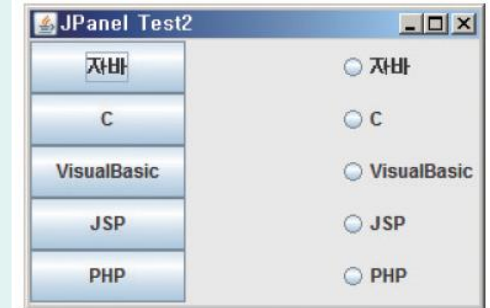 JPanel Test2
자바 자바
C C
VisualBasic VisualBasic
JSP JSP
PHP PHP